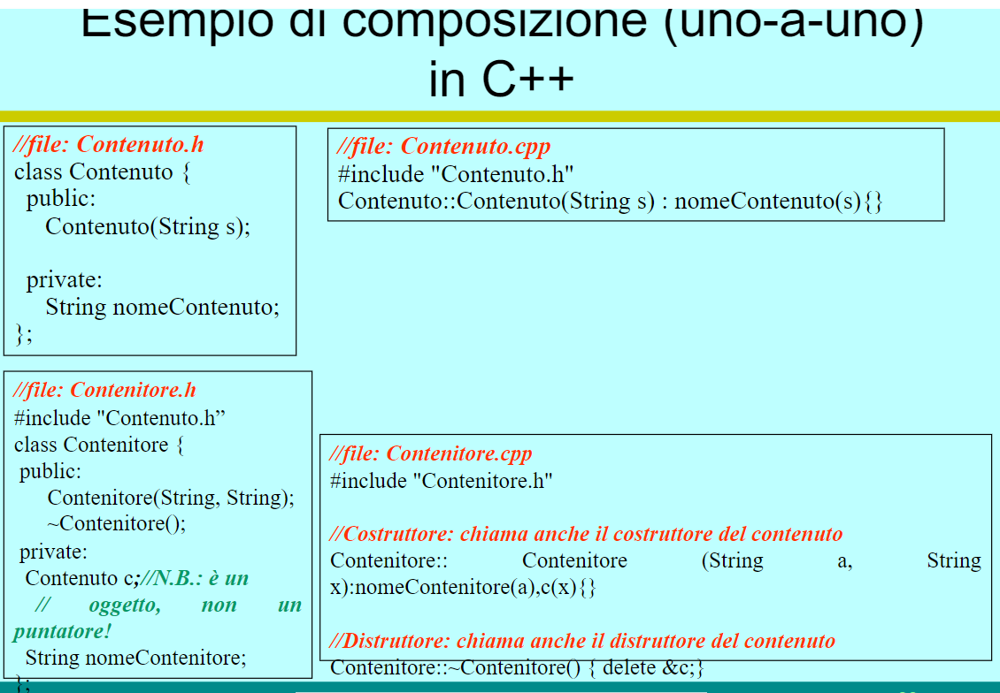 Esempio di composizione (uno-a-uno)
in C++
//file: Contenuto.h
class Contenuto {
public:
Contenuto(String s);
private:
String nomeContenuto;
};
//file: Contenuto.cpp
#include "Contenuto.h"
Contenuto::Contenuto(String s) : nomeContenuto(s){}
//file: Contenitore.h
#include "Contenuto.h”
class Contenitore {
public:
Contenitore(String, String);
~Contenitore();
private:
Contenuto c;//N.B.: è un
// oggetto, non un
puntatore!
String nomeContenitore;
};
//file: Contenitore.cpp
#include "Contenitore.h"
//Costruttore: chiama anche il costruttore del contenuto
Contenitore:: Contenitore (String a, String
x):nomeContenitore(a),c(x){}
//Distruttore: chiama anche il distruttore del contenuto
Contenitore::~Contenitore() { delete &c;}